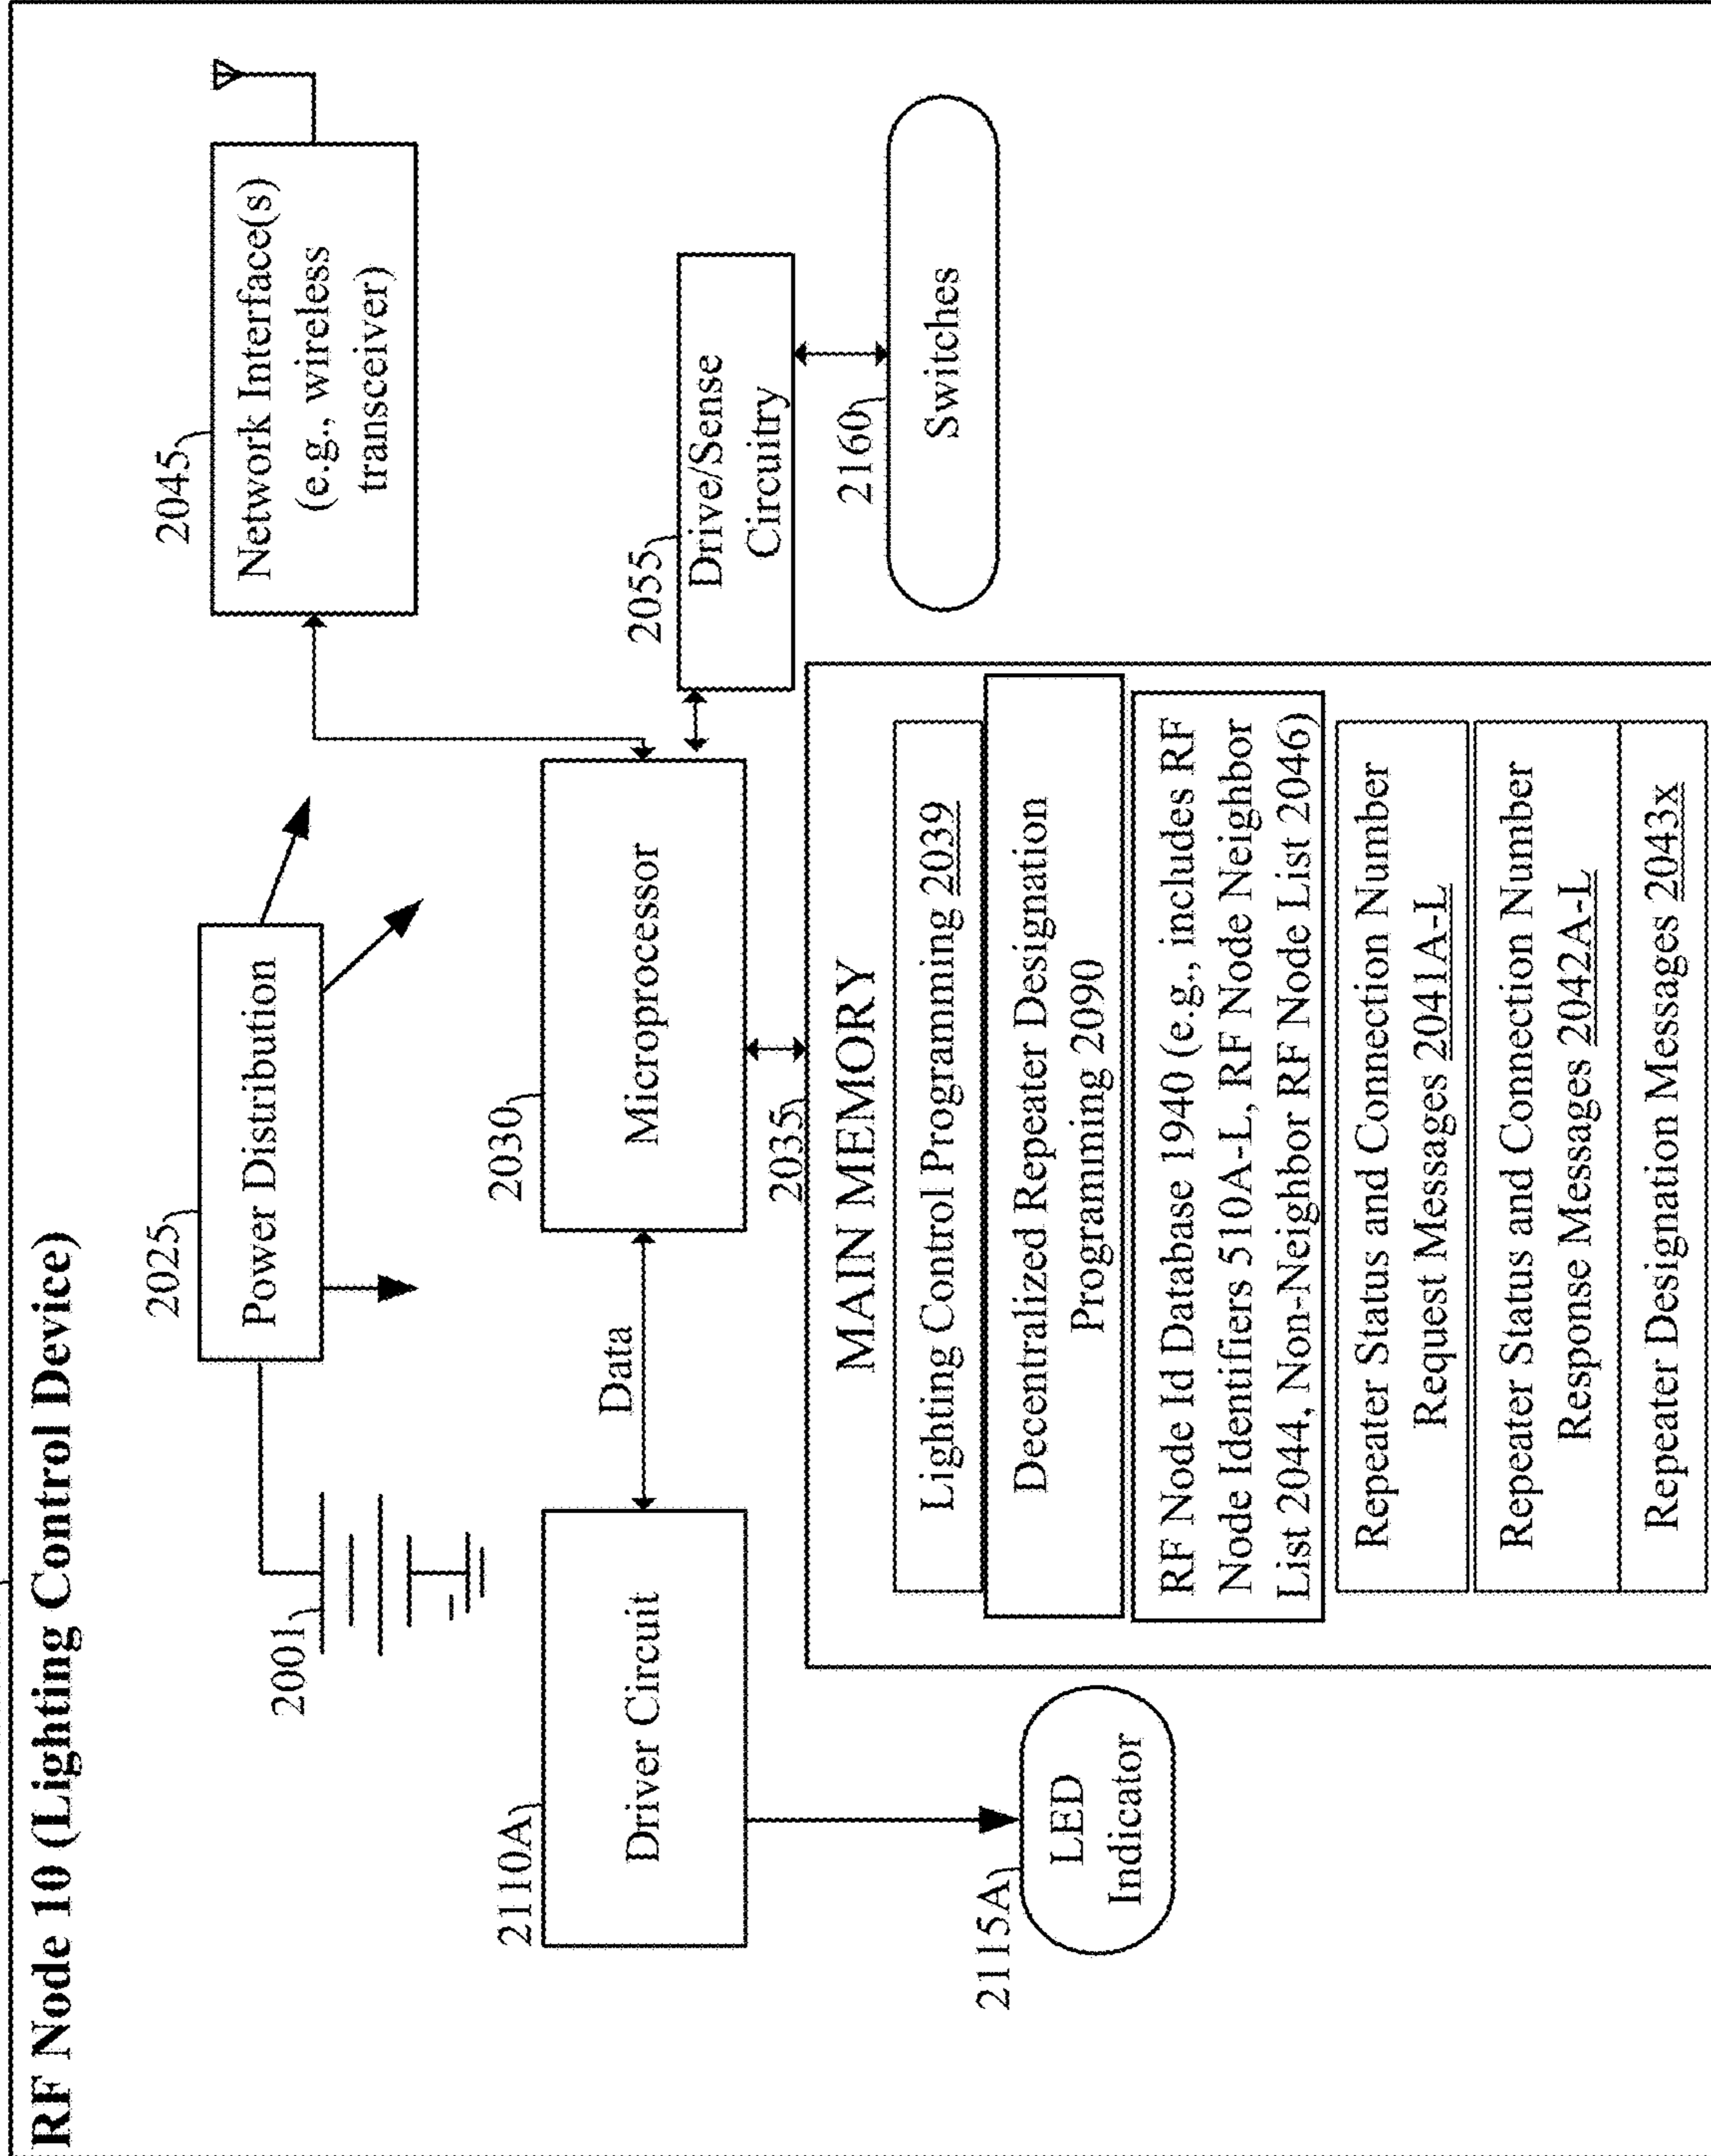 RF Node 10 (Lighting Control Device)
2001
2025
Power Distribution
2045
Network Interface(s)
(e.g., wireless
transceiver)
2110A
Driver Circuit
Data
2030
Microprocessor
2055
Drive/Sense
Circuitry
2160
Switches
2115A
LED
Indicator
2035
MAIN MEMORY
Lighting Control Programming 2039
Decentralized Repeater Designation
Programming 2090
RF Node Id Database 1940 (e.g., includes RF
Node Identifiers 510A-L, RF Node Neighbor
List 2044, Non-Neighbor RF Node List 2046)
Repeater Status and Connection Number
Request Messages 2041A-L
Repeater Status and Connection Number
Response Messages 2042A-L
Repeater Designation Messages 2043x